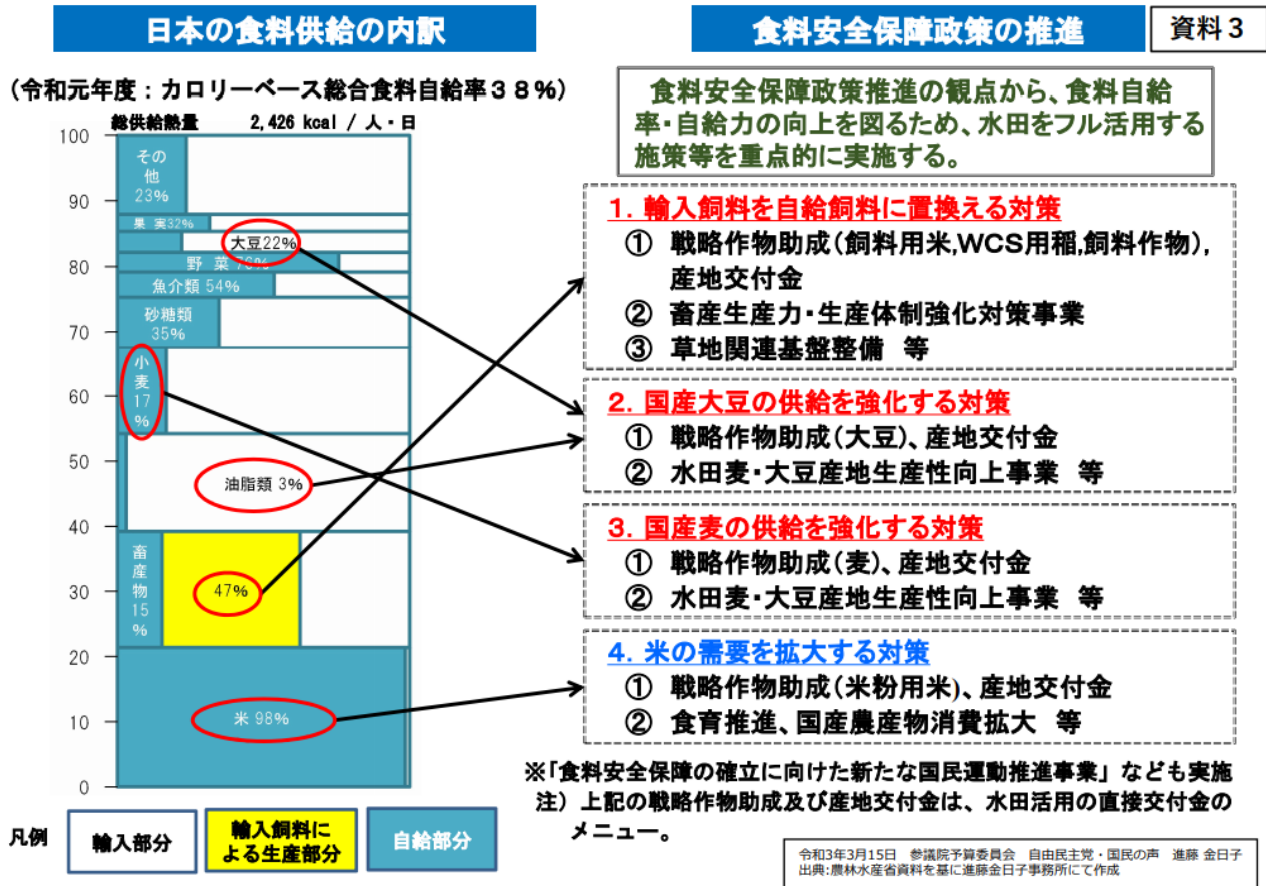 日本の食料供給の内訳
(令和元年度:カロリーベース総合食料自給率38%)
総供給熱量 2,426 kcal / 人・日
100
90
80
70
60
50
40
30
20
10
0
その
他
23%
果 実32%
大豆22%
野 菜 76%
魚介類 54%
砂糖類
35%
小
麦
17
%
油脂類 3%
畜
産
物
15
%
47%
米 98%
凡例
輸入部分
輸入飼料に
よる生産部分
自給部分
食料安全保障政策の推進
資料3
食料安全保障政策推進の観点から、食料自給
率・自給力の向上を図るため、水田をフル活用する
施策等を重点的に実施する。
1. 輸入飼料を自給飼料に置換える対策
① 戦略作物助成(飼料用米,WCS用稲,飼料作物),
産地交付金
② 畜産生産力・生産体制強化対策事業
③ 草地関連基盤整備 等
2. 国産大豆の供給を強化する対策
① 戦略作物助成(大豆)、産地交付金
② 水田麦・大豆産地生産性向上事業 等
3. 国産麦の供給を強化する対策
① 戦略作物助成(麦)、産地交付金
② 水田麦・大豆産地生産性向上事業 等
4. 米の需要を拡大する対策
① 戦略作物助成(米粉用米)、産地交付金
② 食育推進、国産農産物消費拡大 等
※「食料安全保障の確立に向けた新たな国民運動推進事業」なども実施
注) 上記の戦略作物助成及び産地交付金は、水田活用の直接交付金の
メニュー。
令和3年3月15日 参議院予算委員会 自由民主党・国民の声 進藤 金日子
出典:農林水産省資料を基に進藤金日子事務所にて作成